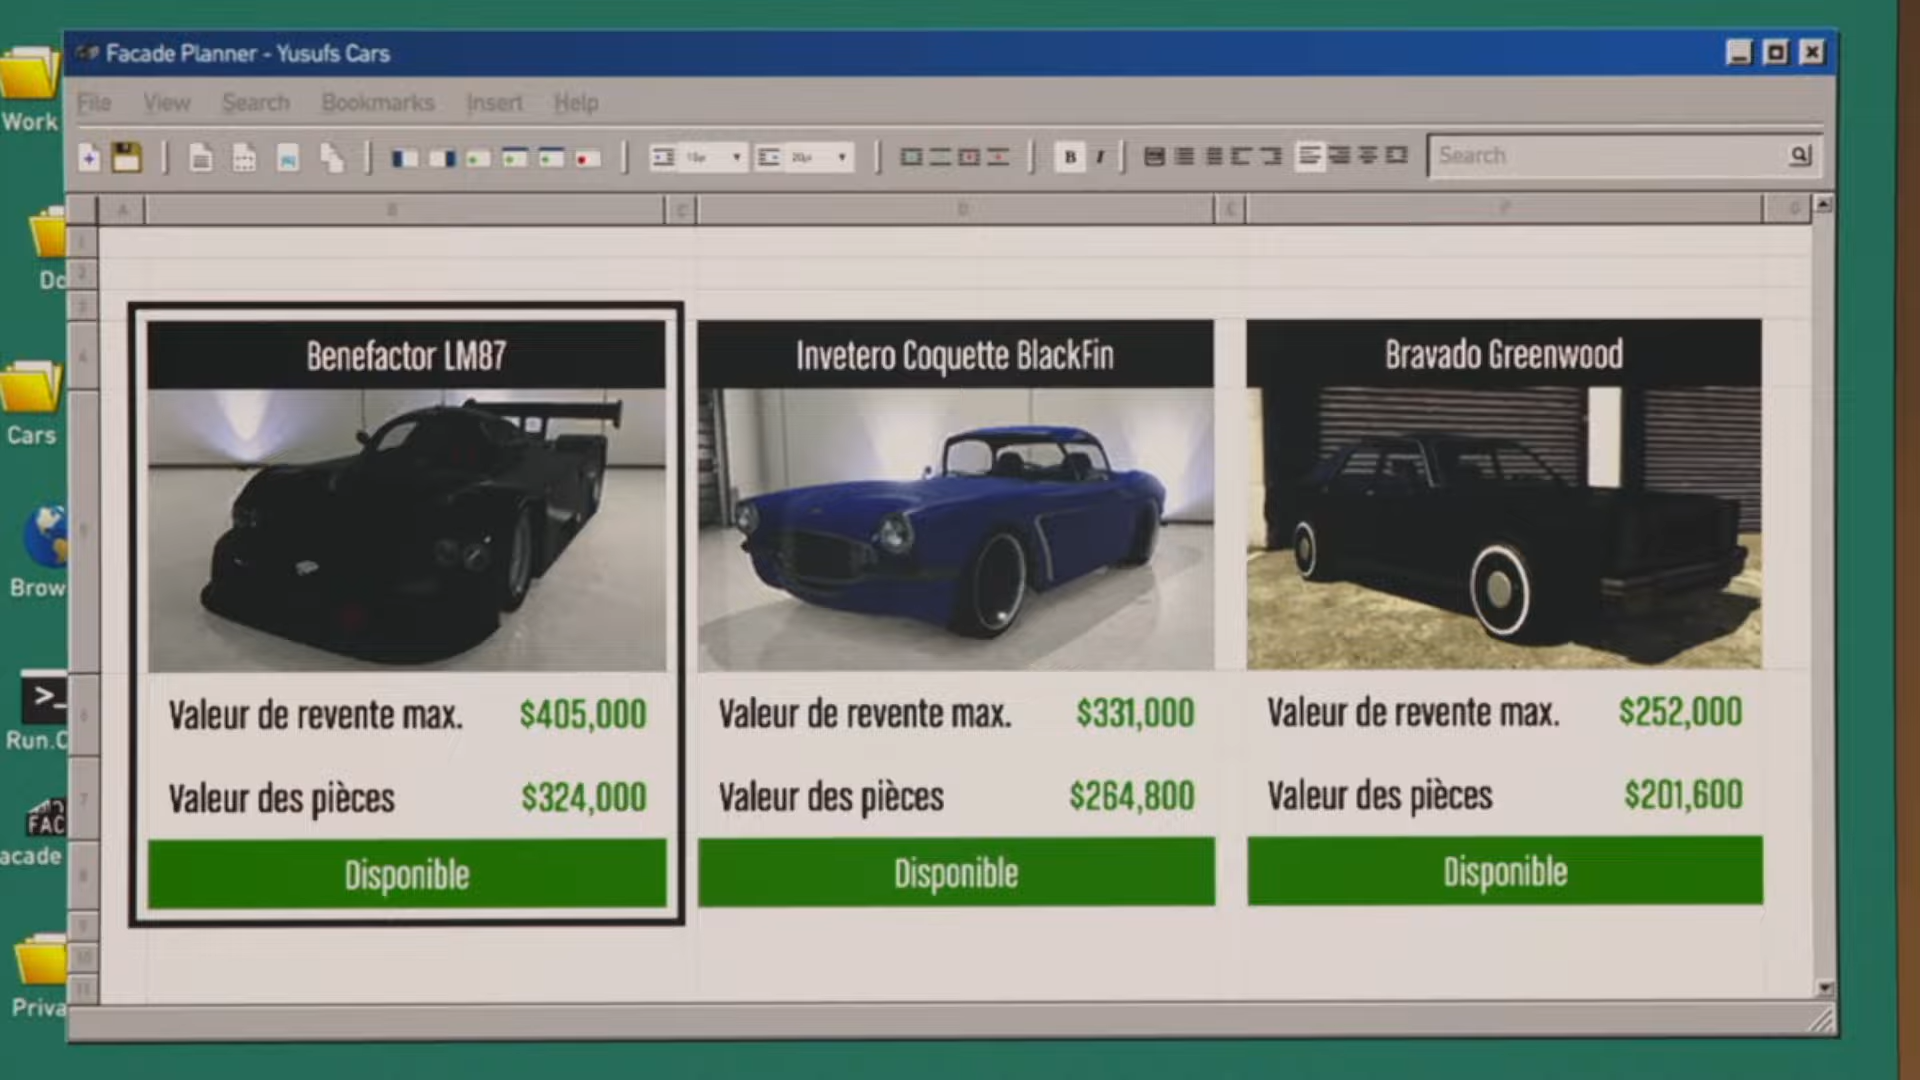 Facade Planner - Yusufs Cars
File View Search Bookmarks Insert Help
B I Search
Work
Cars
Brow
Run.C
FAC
acade
Priva
Benefactor LM87
Valeur de revente max. $405,000
Valeur des pièces $324,000
Disponible
Invetero Coquette BlackFin
Valeur de revente max. $331,000
Valeur des pièces $264,800
Disponible
Bravado Greenwood
Valeur de revente max. $252,000
Valeur des pièces $201,600
Disponible